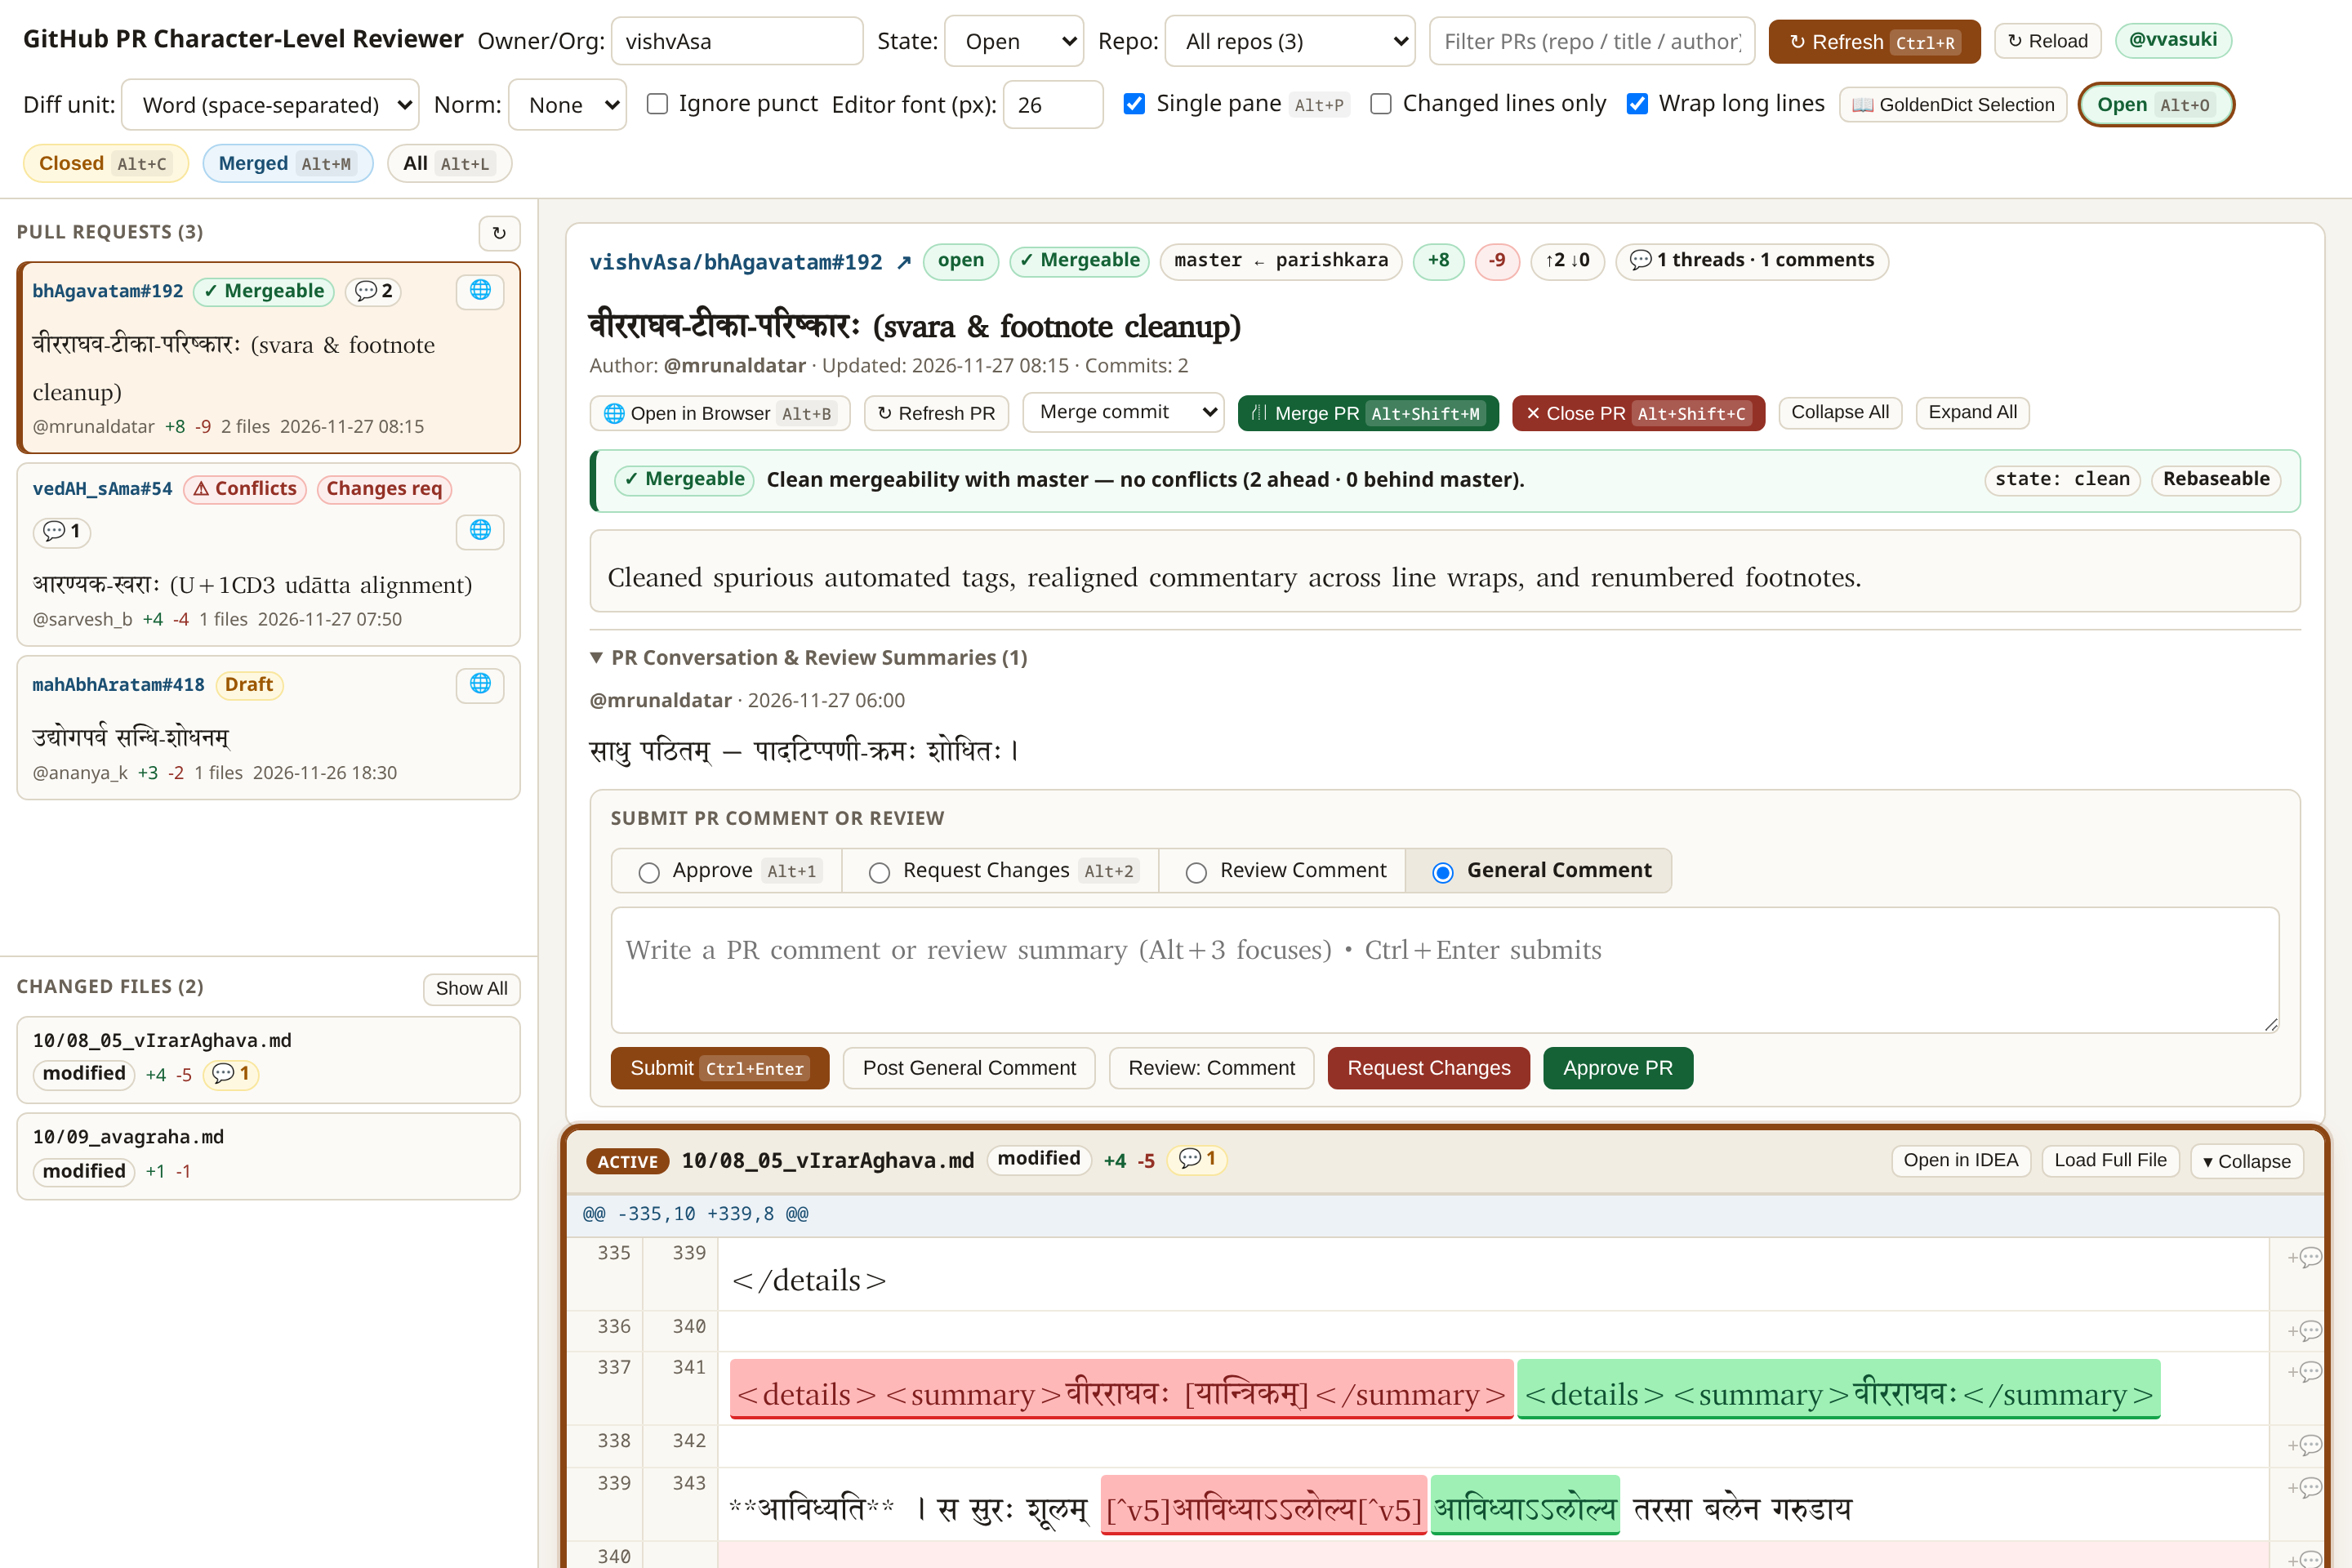 GitHub PR Character-Level Reviewer Owner/Org: vishvAsa State: Open Repo: All repos (3) Filter PRs (repo / title / author) ↻ Refresh Ctrl+R ↻ Reload @vvasuki
Diff unit: Word (space-separated) Norm: None Ignore punct Editor font (px): 26 Single pane Alt+P Changed lines only Wrap long lines 📖 GoldenDict Selection Open Alt+O
Closed Alt+C Merged Alt+M All Alt+L
PULL REQUESTS (3) ↻
bhAgavatam#192 ✓ Mergeable 💬 2 🌐
वीरराघव-टीका-परिष्कारः (svara & footnote
cleanup)
@mrunaldatar +8 -9 2 files 2026-11-27 08:15
vedAH_sAma#54 ⚠ Conflicts Changes req
💬 1 🌐
आरण्यक-स्वराः (U+1CD3 udātta alignment)
@sarvesh_b +4 -4 1 files 2026-11-27 07:50
mahAbhAratam#418 Draft 🌐
उद्योगपर्व सन्धि-शोधनम्
@ananya_k +3 -2 1 files 2026-11-26 18:30
CHANGED FILES (2) Show All
10/08_05_vIrarAghava.md
modified +4 -5 💬 1
10/09_avagraha.md
modified +1 -1
vishvAsa/bhAgavatam#192 ↗ open ✓ Mergeable master ← parishkara +8 -9 ↑2 ↓0 💬 1 threads · 1 comments
वीरराघव-टीका-परिष्कारः (svara & footnote cleanup)
Author: @mrunaldatar · Updated: 2026-11-27 08:15 · Commits: 2
🌐 Open in Browser Alt+B ↻ Refresh PR Merge commit Merge PR Alt+Shift+M ✕ Close PR Alt+Shift+C Collapse All Expand All
✓ Mergeable Clean mergeability with master — no conflicts (2 ahead · 0 behind master). state: clean Rebaseable
Cleaned spurious automated tags, realigned commentary across line wraps, and renumbered footnotes.
▼ PR Conversation & Review Summaries (1)
@mrunaldatar · 2026-11-27 06:00
साधु पठितम् — पादटिप्पणी-क्रमः शोधितः।
SUBMIT PR COMMENT OR REVIEW
Approve Alt+1 Request Changes Alt+2 Review Comment General Comment
Write a PR comment or review summary (Alt+3 focuses) • Ctrl+Enter submits
Submit Ctrl+Enter Post General Comment Review: Comment Request Changes Approve PR
ACTIVE 10/08_05_vIrarAghava.md modified +4 -5 💬 1 Open in IDEA Load Full File ▾ Collapse
@@ -335,10 +339,8 @@
335 339 </details> +💬
336 340 +💬
337 341 <details><summary>वीरराघवः [यान्त्रिकम्]</summary> <details><summary>वीरराघवः</summary> +💬
338 342 +💬
339 343 **आविध्यति** । स सुरः शूलम् [^v5]आविध्याऽऽलोल्य[^v5] आविध्याऽऽलोल्य तरसा बलेन गरुडाय +💬
340 +💬